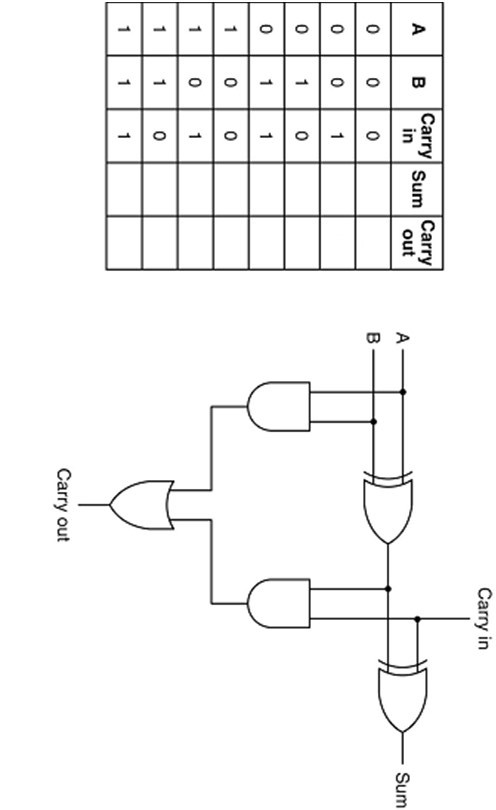 A B Carry in Sum Carry out
0 0 0
0 0 1
0 1 0
0 1 1
1 0 0
1 0 1
1 1 0
1 1 1
Carry in
A
B
Sum
Carry out